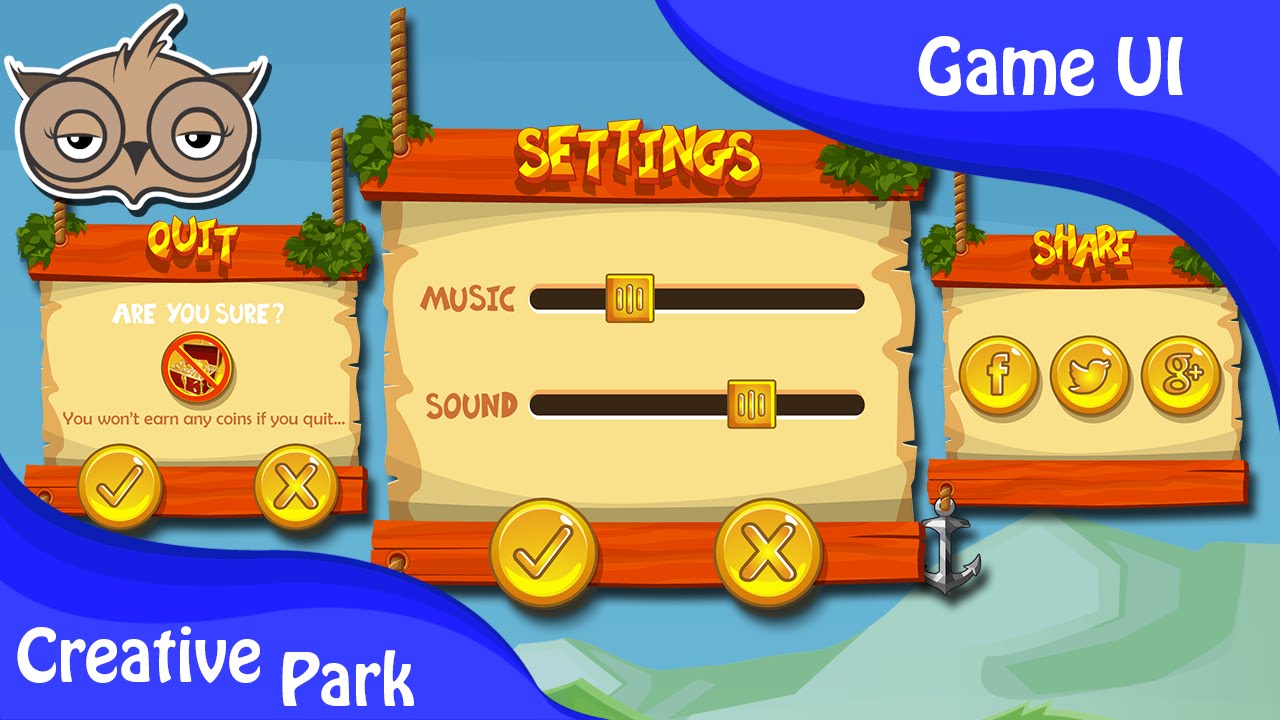 Game UI
SETTINGS
MUSIC
SOUND
QUIT
ARE YOU SURE?
You won't earn any coins if you quit...
SHARE
f
g+
Creative Park